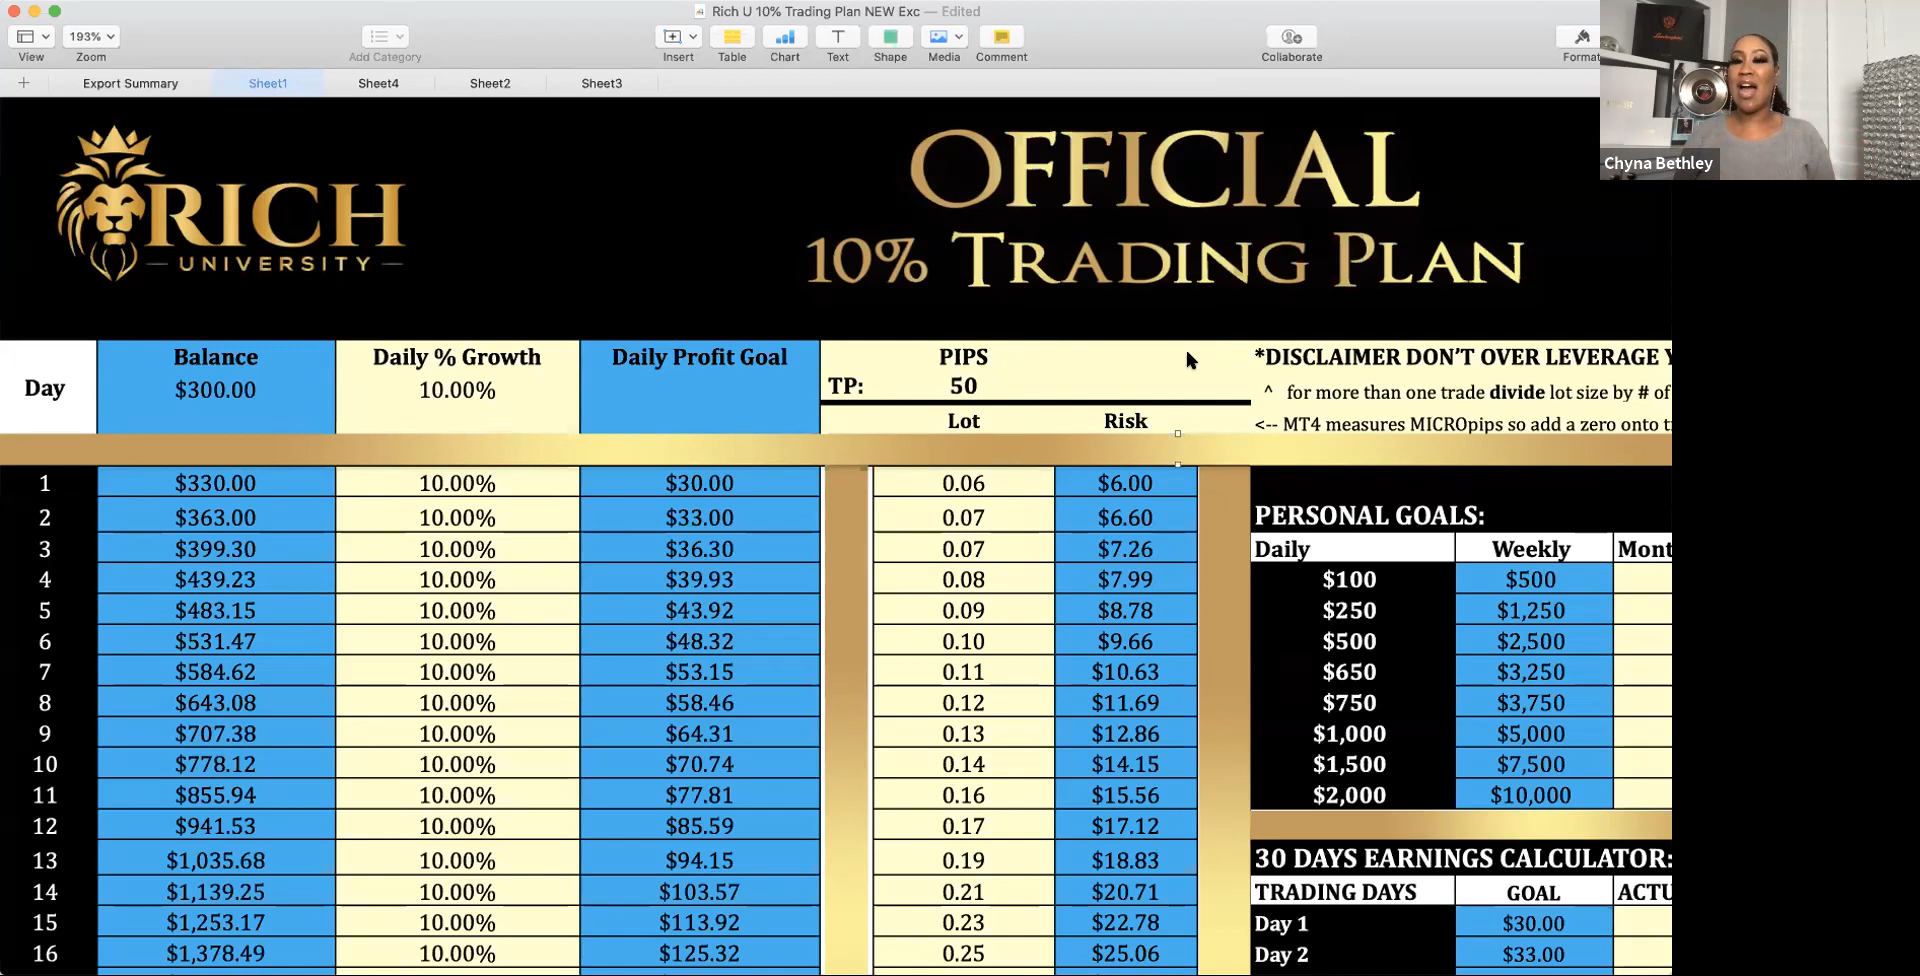 Rich U 10% Trading Plan NEW Exc — Edited
193%
View Zoom Add Category Insert Table Chart Shape Text Media Comment Collaborate Format
Export Summary Sheet1 Sheet4 Sheet2 Sheet3
Chyna Bethley
RICH
UNIVERSITY
OFFICIAL
10% TRADING PLAN
Day
Balance
$300.00
Daily % Growth
10.00%
Daily Profit Goal
PIPS
TP: 50
Lot Risk
*DISCLAIMER DON'T OVER LEVERAGE Y
^ for more than one trade divide lot size by # of
<-- MT4 measures MICROpips so add a zero onto t
1 $330.00 10.00% $30.00 0.06 $6.00
2 $363.00 10.00% $33.00 0.07 $6.60
3 $399.30 10.00% $36.30 0.07 $7.26
4 $439.23 10.00% $39.93 0.08 $7.99
5 $483.15 10.00% $43.92 0.09 $8.78
6 $531.47 10.00% $48.32 0.10 $9.66
7 $584.62 10.00% $53.15 0.11 $10.63
8 $643.08 10.00% $58.46 0.12 $11.69
9 $707.38 10.00% $64.31 0.13 $12.86
10 $778.12 10.00% $70.74 0.14 $14.15
11 $855.94 10.00% $77.81 0.16 $15.56
12 $941.53 10.00% $85.59 0.17 $17.12
13 $1,035.68 10.00% $94.15 0.19 $18.83
14 $1,139.25 10.00% $103.57 0.21 $20.71
15 $1,253.17 10.00% $113.92 0.23 $22.78
16 $1,378.49 10.00% $125.32 0.25 $25.06
PERSONAL GOALS:
Daily Weekly Mont
$100 $500
$250 $1,250
$500 $2,500
$650 $3,250
$750 $3,750
$1,000 $5,000
$1,500 $7,500
$2,000 $10,000
30 DAYS EARNINGS CALCULATOR:
TRADING DAYS GOAL ACTU
Day 1 $30.00
Day 2 $33.00